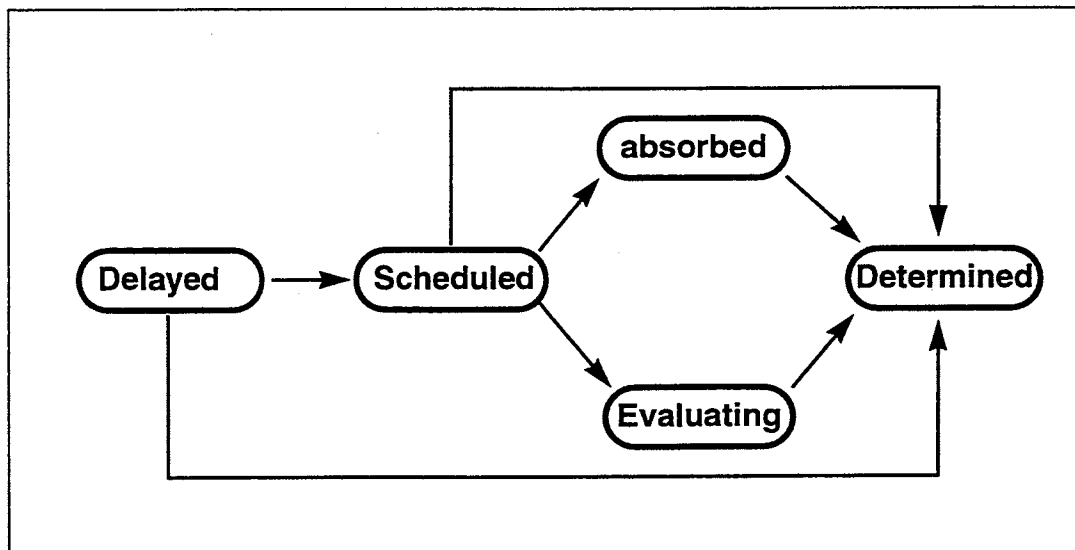 absorbed
Delayed
Scheduled
Determined
Evaluating